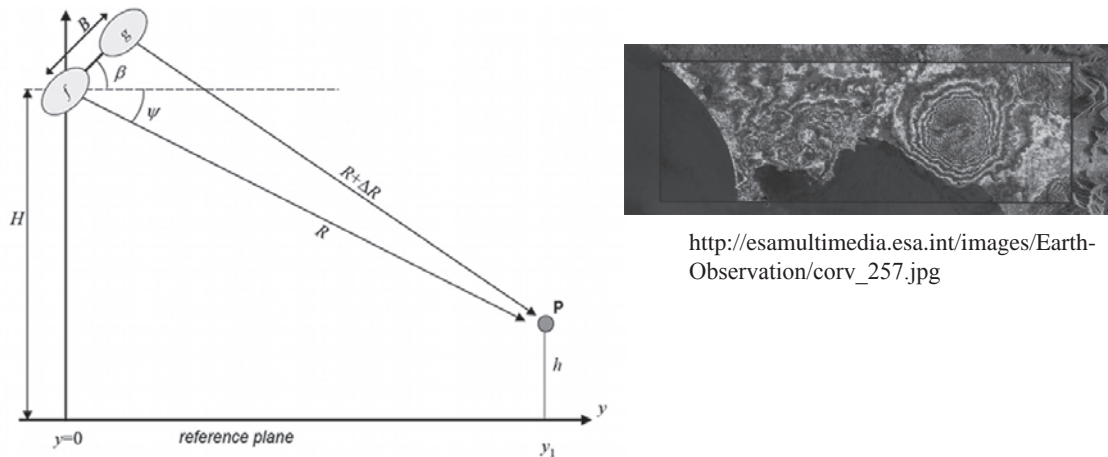 B
g
β
f
ψ
R+ΔR
R
H
P
h
y
y=0
reference plane
y₁
http://esamultimedia.esa.int/images/Earth-
Observation/corv_257.jpg